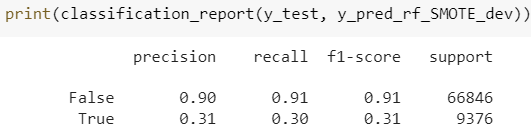 print(classification_report(y_test, y_pred_rf_SMOTE_dev))
precision recall f1-score support
False 0.90 0.91 0.91 66846
True 0.31 0.30 0.31 9376